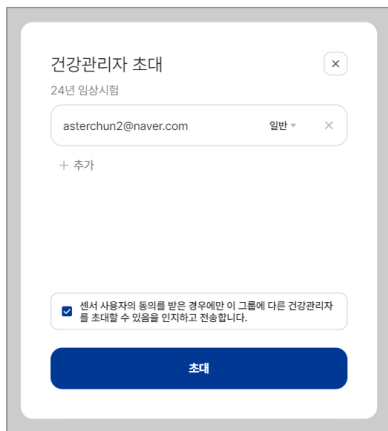 건강관리자 초대
24년 임상시험
asterchun2@naver.com 일반
+ 추가
센서 사용자의 동의를 받은 경우에만 이 그룹에 다른 건강관리자
를 초대할 수 있음을 인지하고 전송합니다.
초대